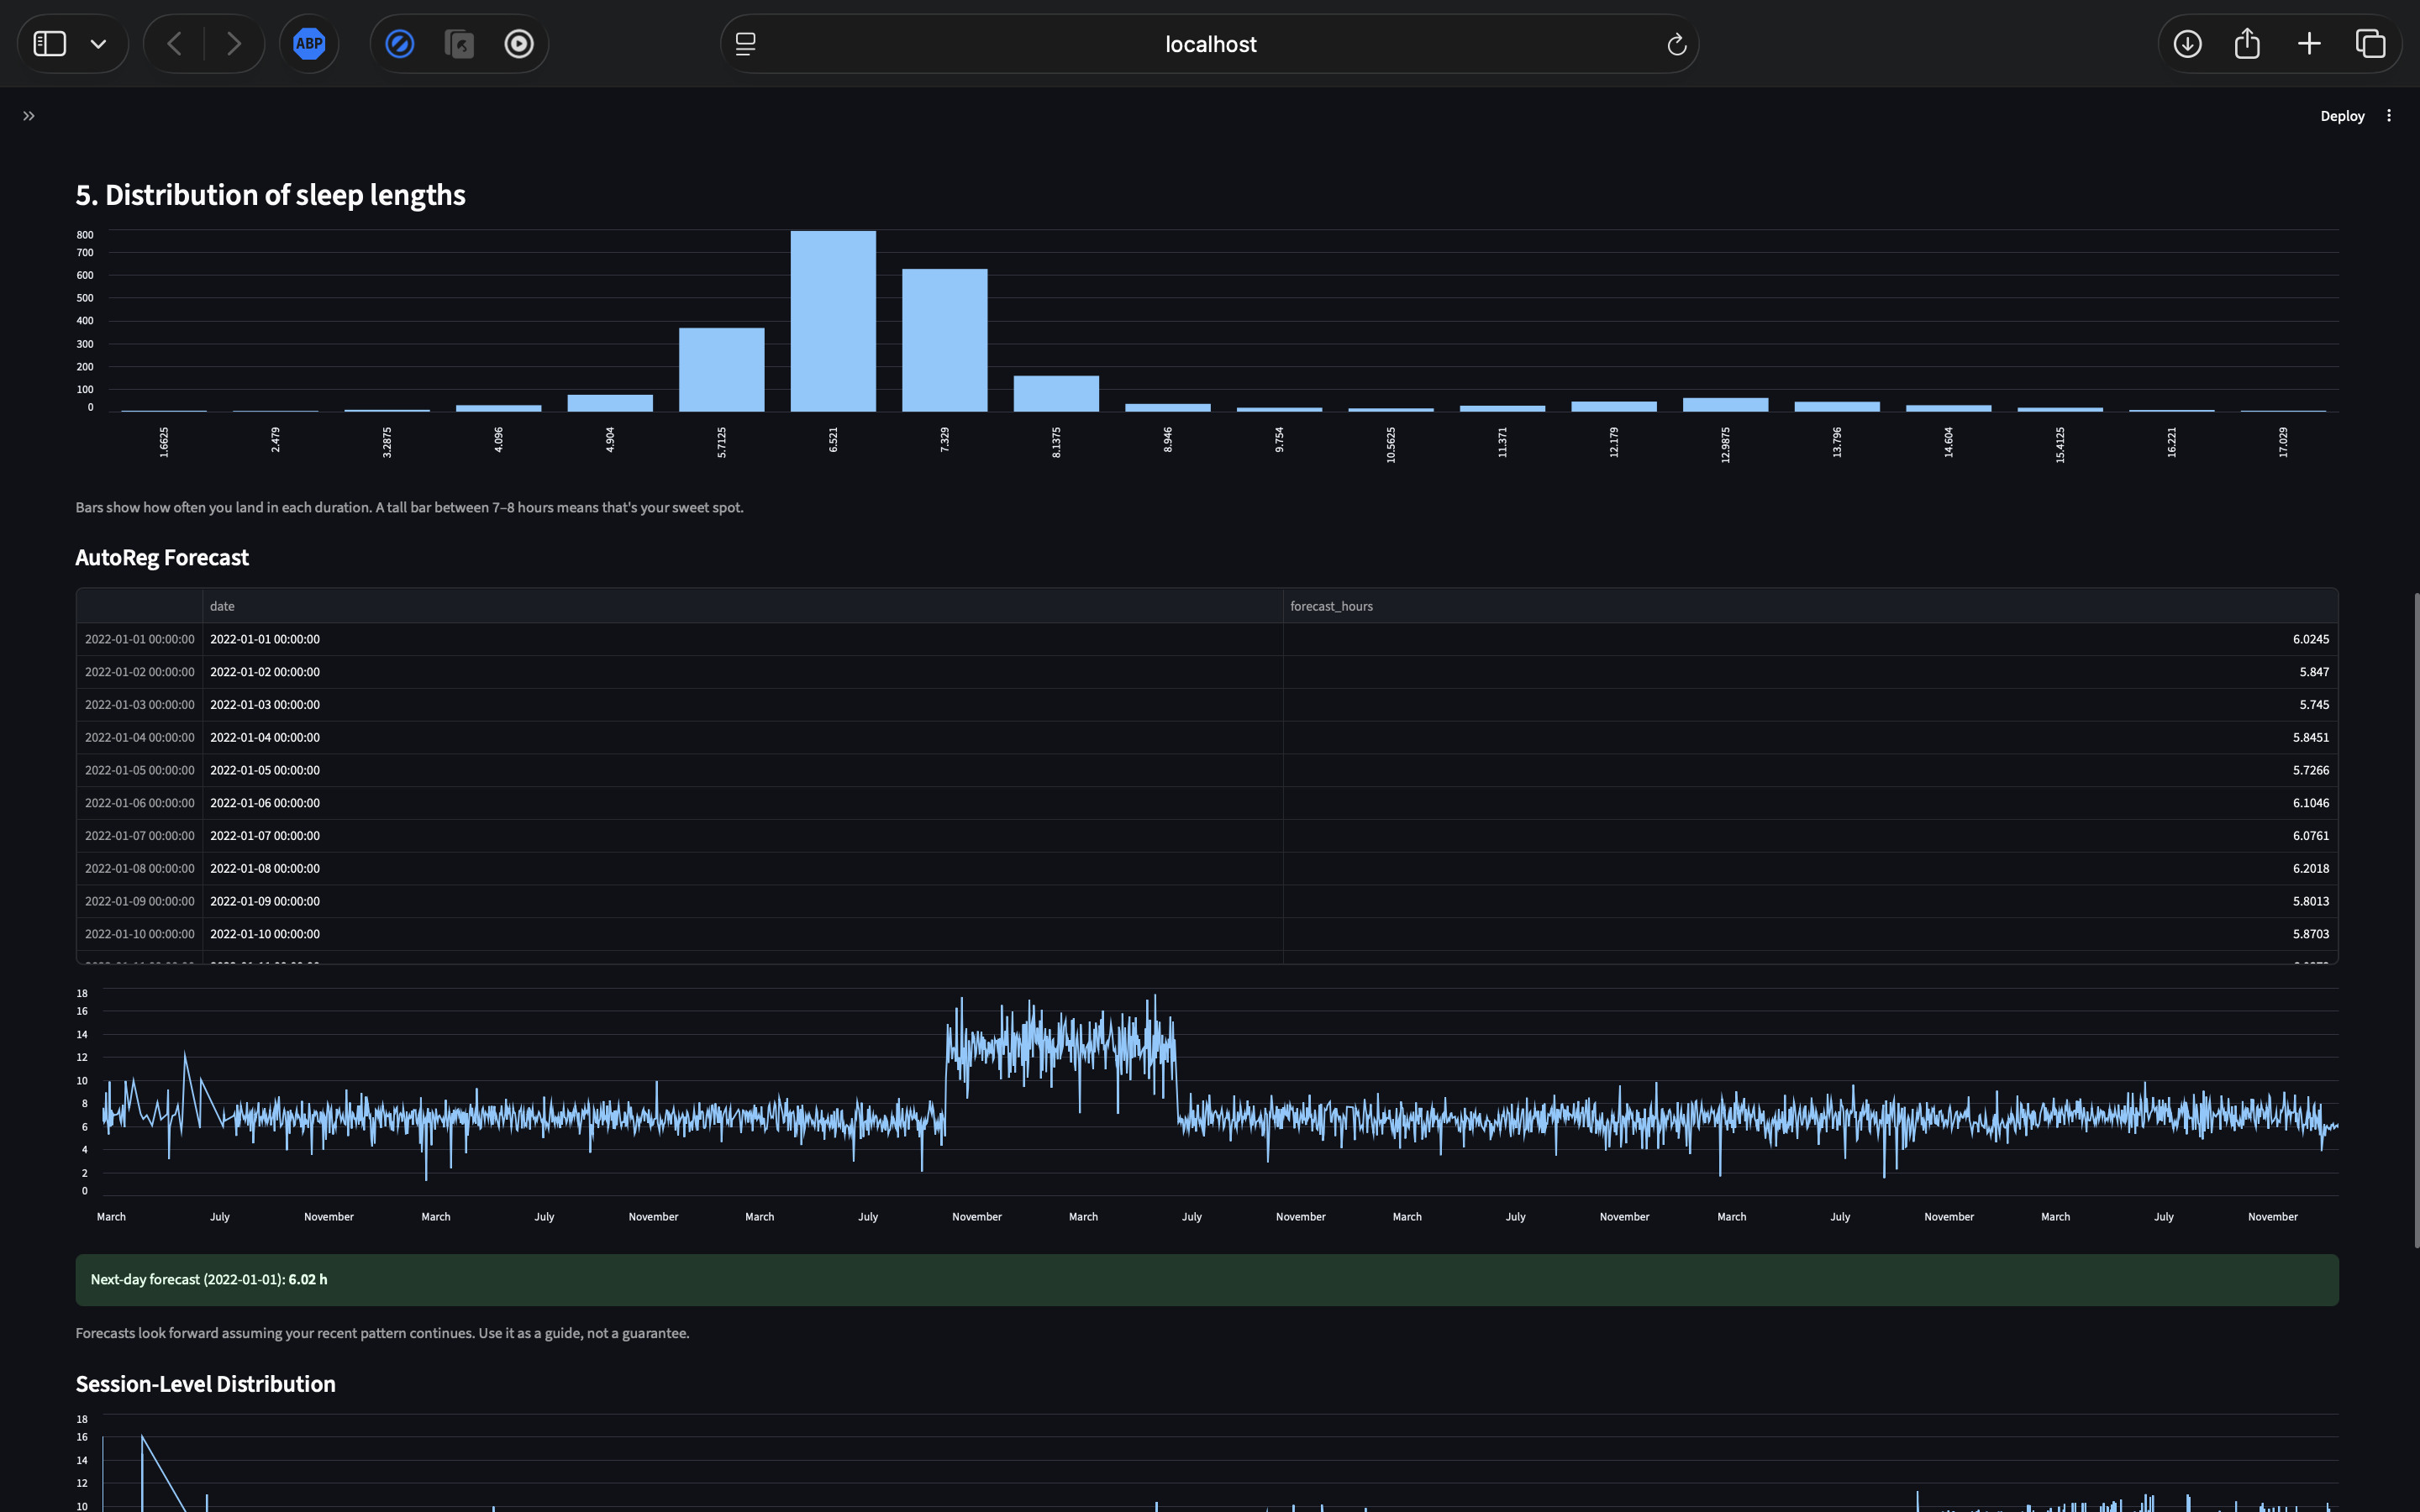 ABP
localhost
Deploy
5. Distribution of sleep lengths
800
700
600
500
400
300
200
100
0
1.6625 2.479 3.2875 4.096 4.904 5.7125 6.521 7.329 8.1375 8.946 9.754 10.5625 11.371 12.179 12.9875 13.796 14.604 15.4125 16.221 17.029
Bars show how often you land in each duration. A tall bar between 7–8 hours means that's your sweet spot.
AutoReg Forecast
date forecast_hours
2022-01-01 00:00:00 2022-01-01 00:00:00 6.0245
2022-01-02 00:00:00 2022-01-02 00:00:00 5.847
2022-01-03 00:00:00 2022-01-03 00:00:00 5.745
2022-01-04 00:00:00 2022-01-04 00:00:00 5.8451
2022-01-05 00:00:00 2022-01-05 00:00:00 5.7266
2022-01-06 00:00:00 2022-01-06 00:00:00 6.1046
2022-01-07 00:00:00 2022-01-07 00:00:00 6.0761
2022-01-08 00:00:00 2022-01-08 00:00:00 6.2018
2022-01-09 00:00:00 2022-01-09 00:00:00 5.8013
2022-01-10 00:00:00 2022-01-10 00:00:00 5.8703
18
16
14
12
10
8
6
4
2
0
March July November March July November March July November March July November March July November March July November March July November
Next-day forecast (2022-01-01): 6.02 h
Forecasts look forward assuming your recent pattern continues. Use it as a guide, not a guarantee.
Session-Level Distribution
18
16
14
12
10